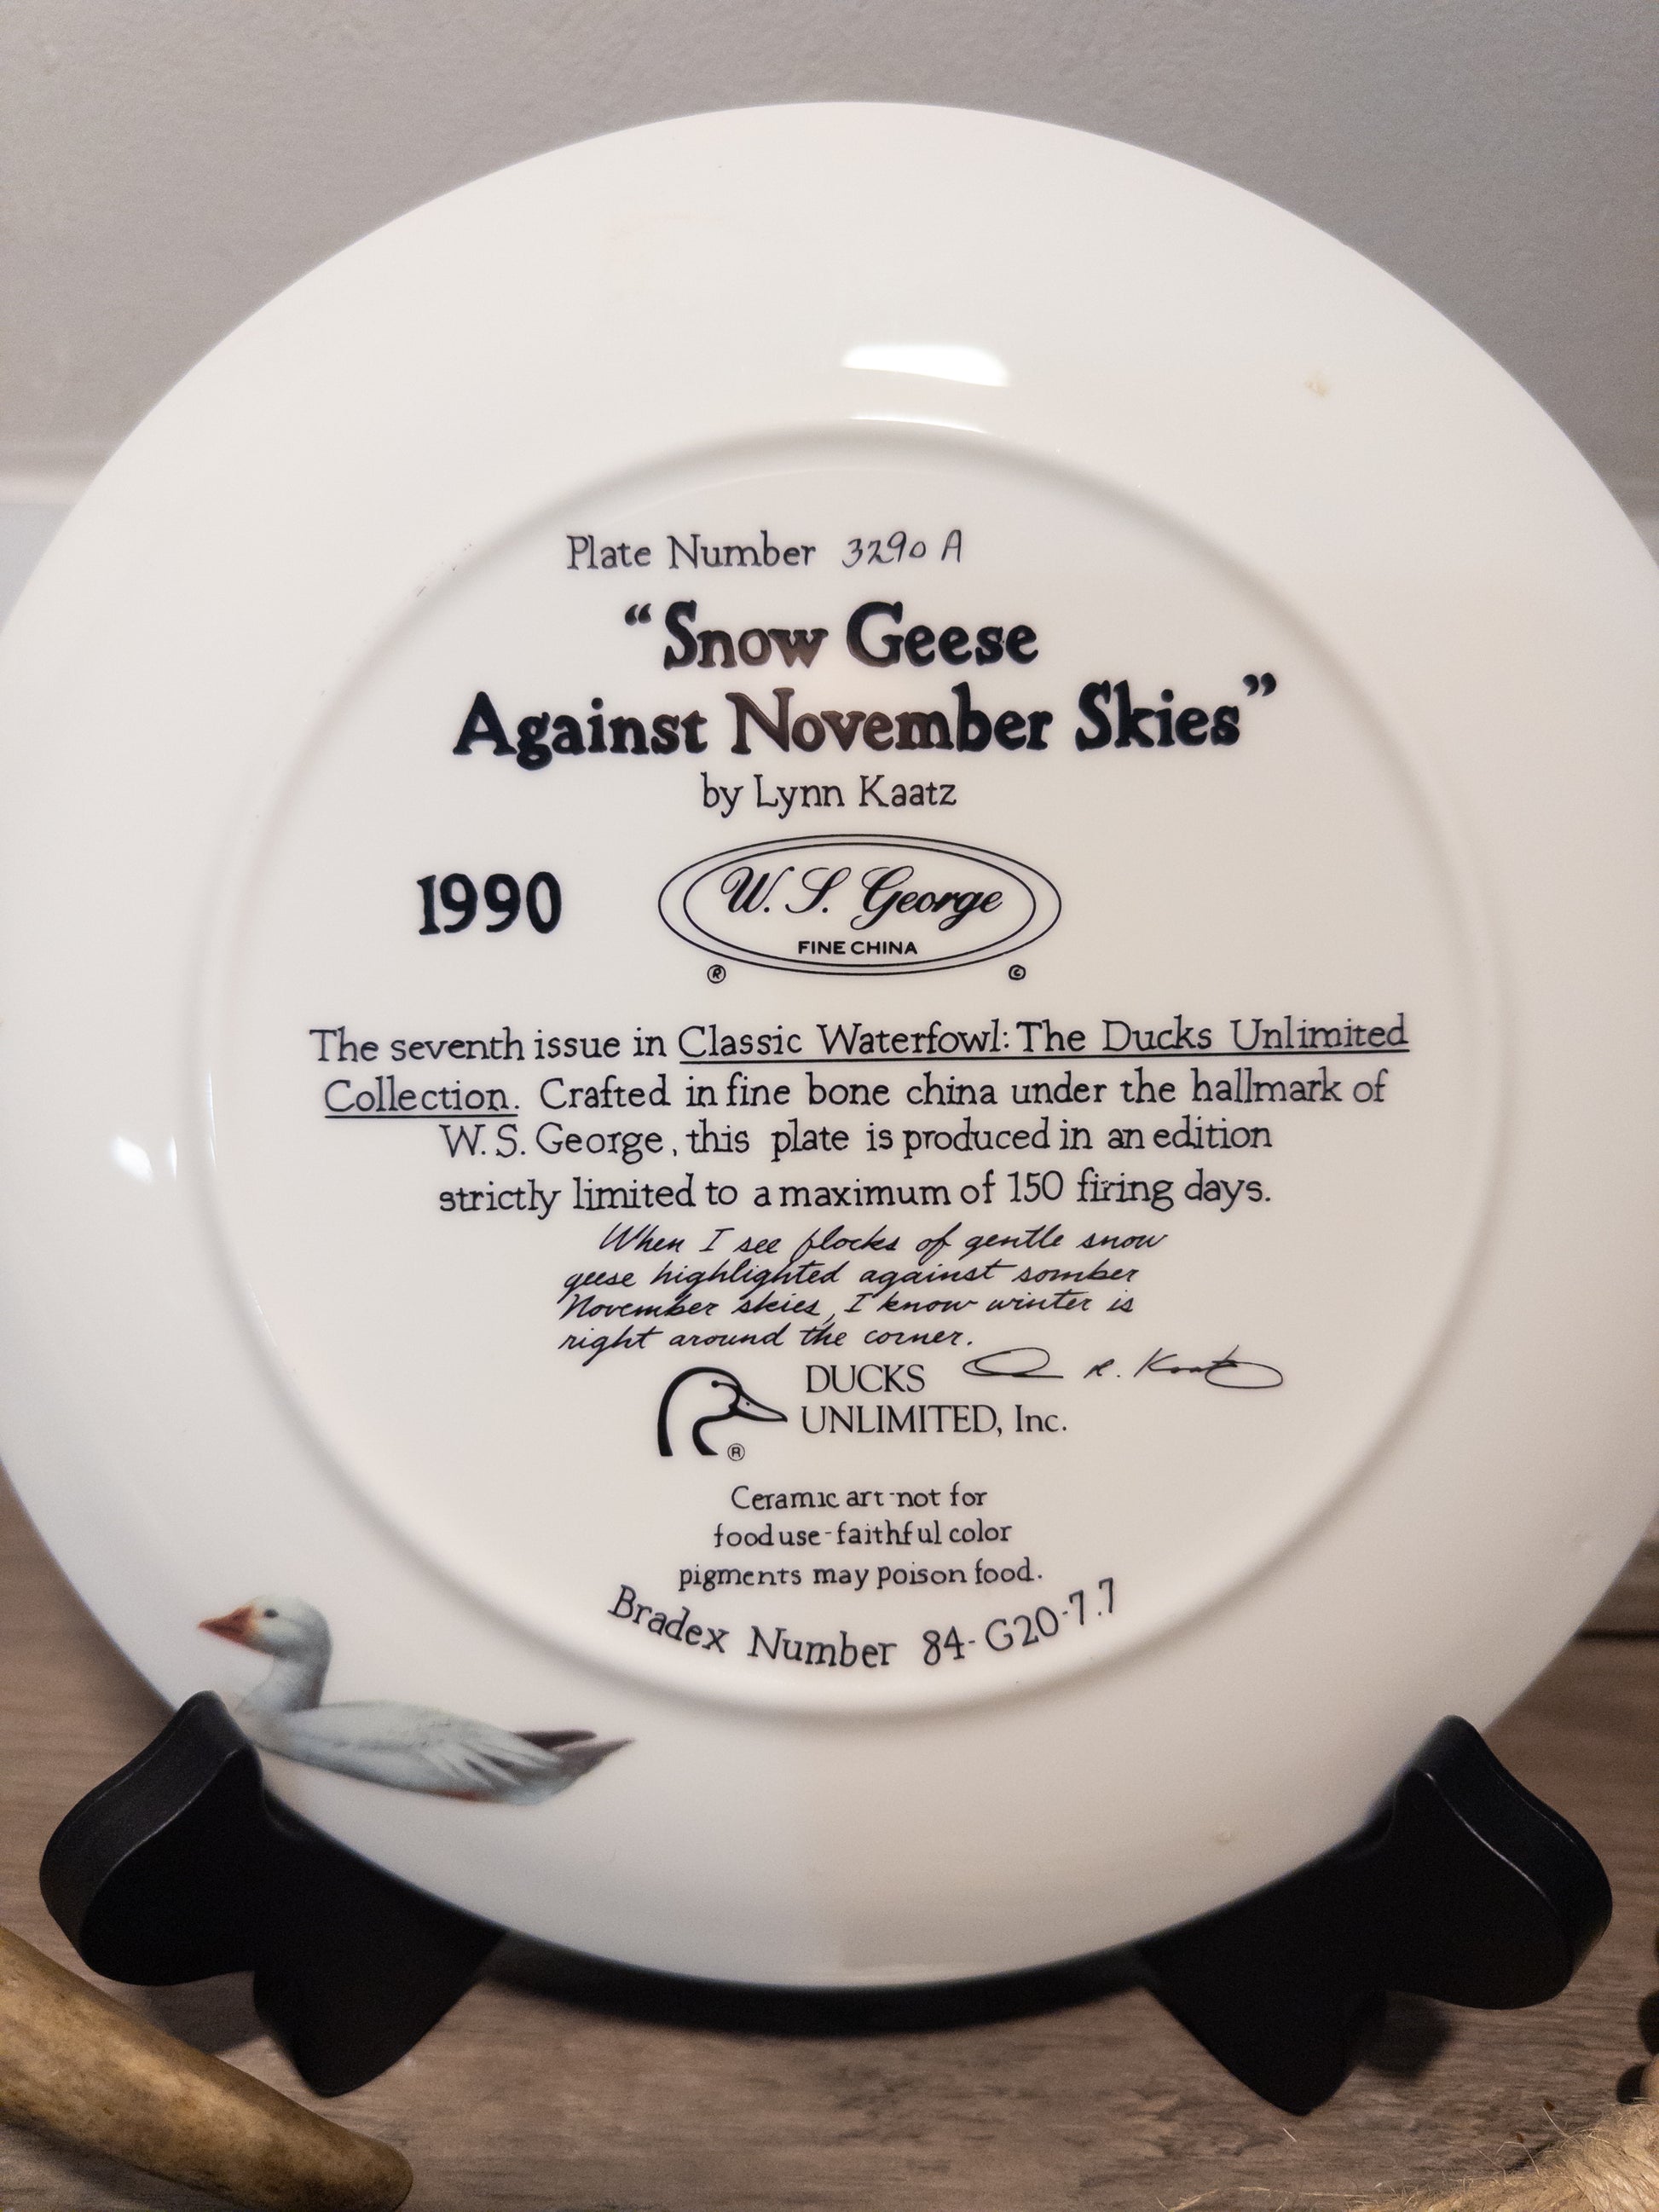 Plate Number 3290 A
“Snow Geese
Against November Skies”
by Lynn Kaatz
1990
W. S. George
FINE CHINA
® ©
The seventh issue in Classic Waterfowl: The Ducks Unlimited
Collection. Crafted in fine bone china under the hallmark of
W. S. George, this plate is produced in an edition
strictly limited to a maximum of 150 firing days.
When I see flocks of gentle snow
geese highlighted against somber
November skies, I know winter is
right around the corner.
R. Kaatz
DUCKS
UNLIMITED, Inc.
®
Ceramic art-not for
food use-faithful color
pigments may poison food.
Bradex Number 84-G20-7.7